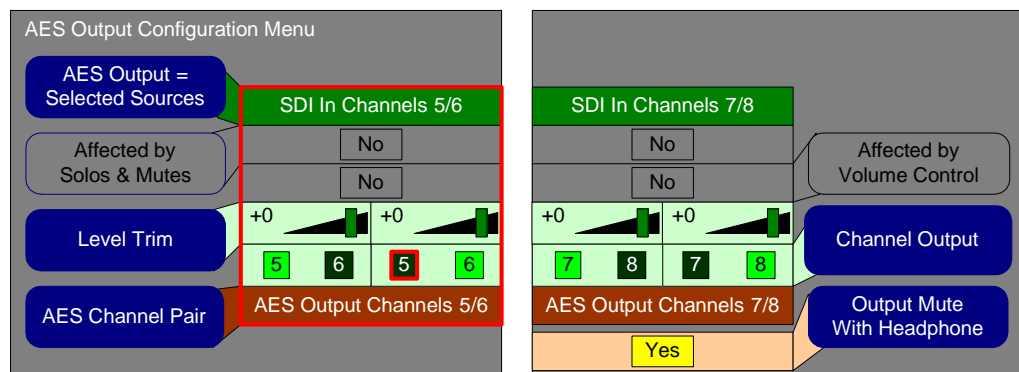 AES Output Configuration Menu
AES Output =
Selected Sources
SDI In Channels 5/6
SDI In Channels 7/8
Affected by
Solos & Mutes
No
No
No
No
Affected by
Volume Control
Level Trim
+0
+0
+0
+0
Channel Output
5
6
5
6
7
8
7
8
AES Channel Pair
AES Output Channels 5/6
AES Output Channels 7/8
Output Mute
With Headphone
Yes